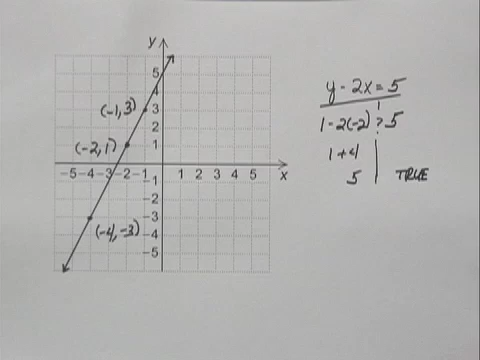 y
5
4
(-1,3) 3
2
(-2,1) 1
-5 -4 -3 -2 -1 1 2 3 4 5 x
-2
-3
(-4,-3) -4
-5
y - 2x = 5
1 - 2(-2) ? 5
1 + 4
5 TRUE